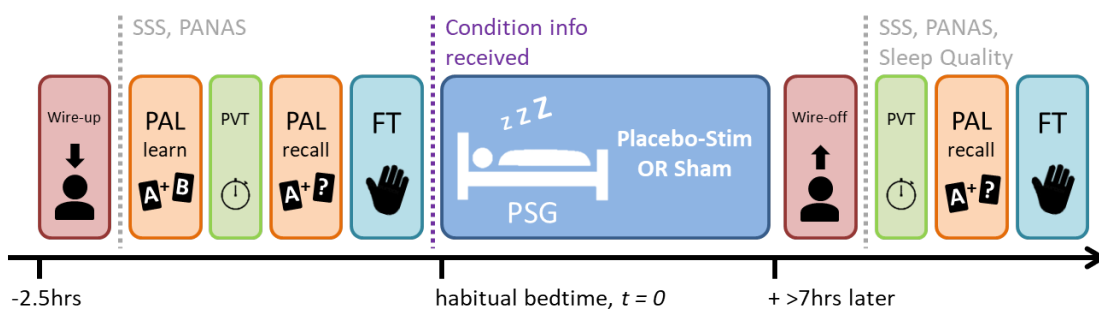 SSS, PANAS
Condition info
received
SSS, PANAS,
Sleep Quality
Wire-up
PAL
learn
A+B
PVT
PAL
recall
A+?
FT
z z Z
Placebo-Stim
OR Sham
PSG
Wire-off
PVT
PAL
recall
A+?
FT
-2.5hrs
habitual bedtime, t = 0
+ >7hrs later